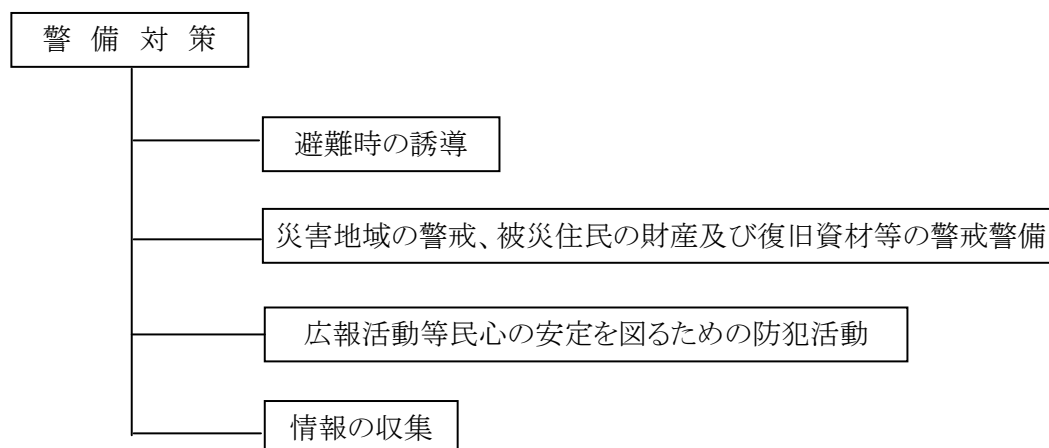 警備対策
避難時の誘導
災害地域の警戒、被災住民の財産及び復旧資材等の警戒警備
広報活動等民心の安定を図るための防犯活動
情報の収集